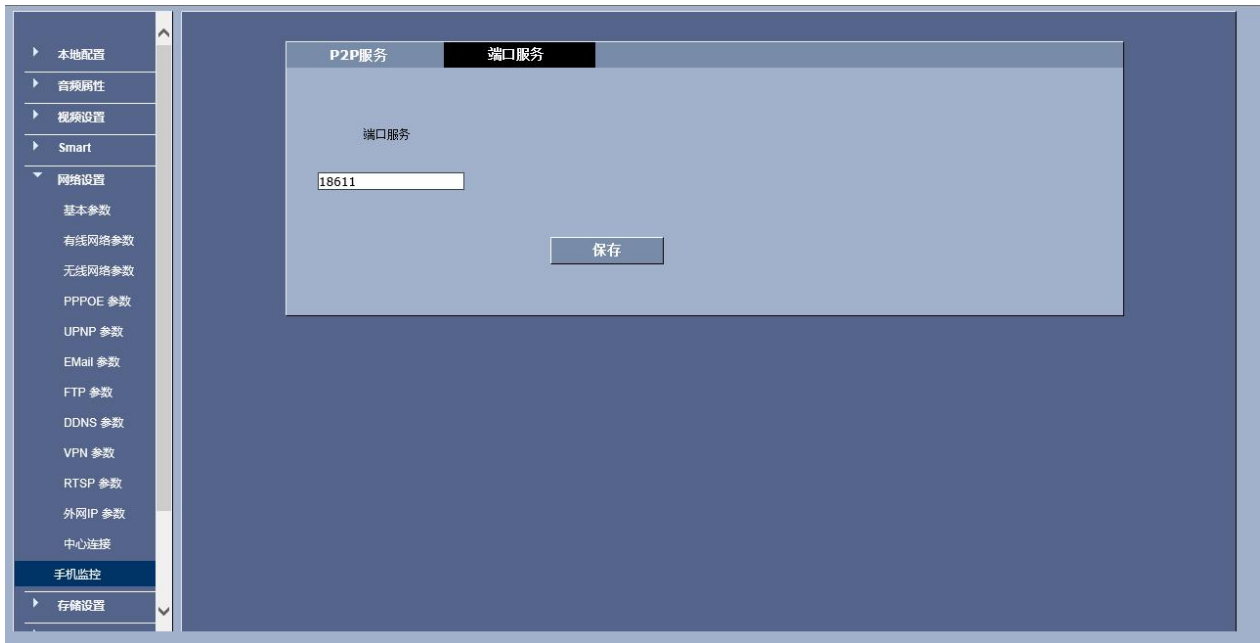 本地配置
音频属性
视频设置
Smart
网络设置
基本参数
有线网络参数
无线网络参数
PPPOE 参数
UPNP 参数
EMail 参数
FTP 参数
DDNS 参数
VPN 参数
RTSP 参数
外网IP 参数
中心连接
手机监控
存储设置
P2P服务
端口服务
端口服务
18611
保存